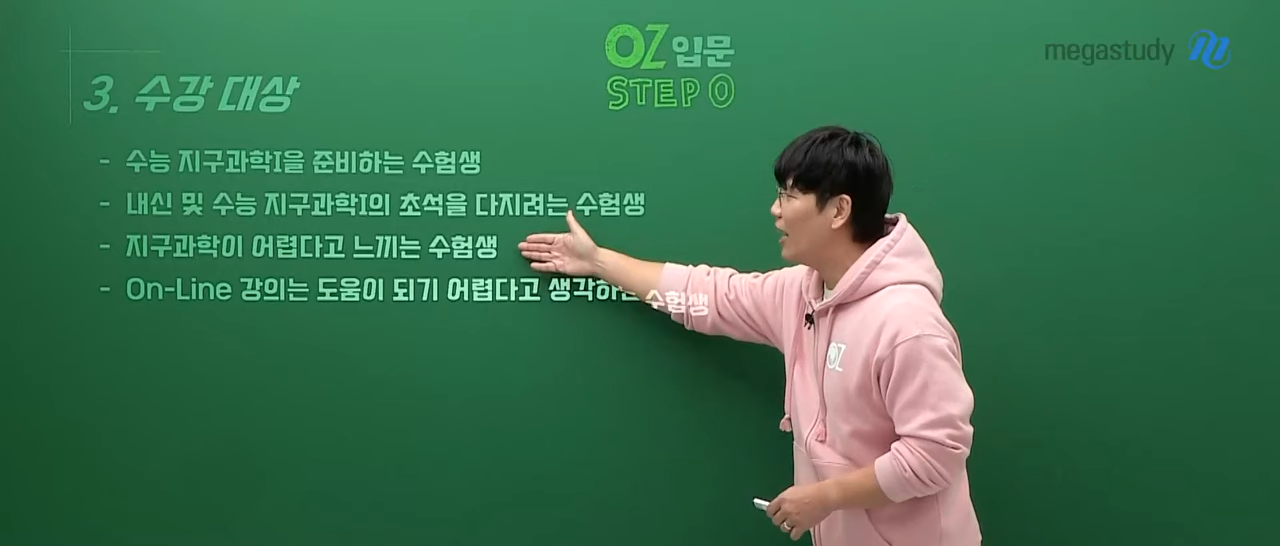 OZ 입문
STEP 0
megastudy
3. 수강 대상
- 수능 지구과학I을 준비하는 수험생
- 내신 및 수능 지구과학I의 초석을 다지려는 수험생
- 지구과학이 어렵다고 느끼는 수험생
- On-Line 강의는 도움이 되기 어렵다고 생각하는 수험생
OZ